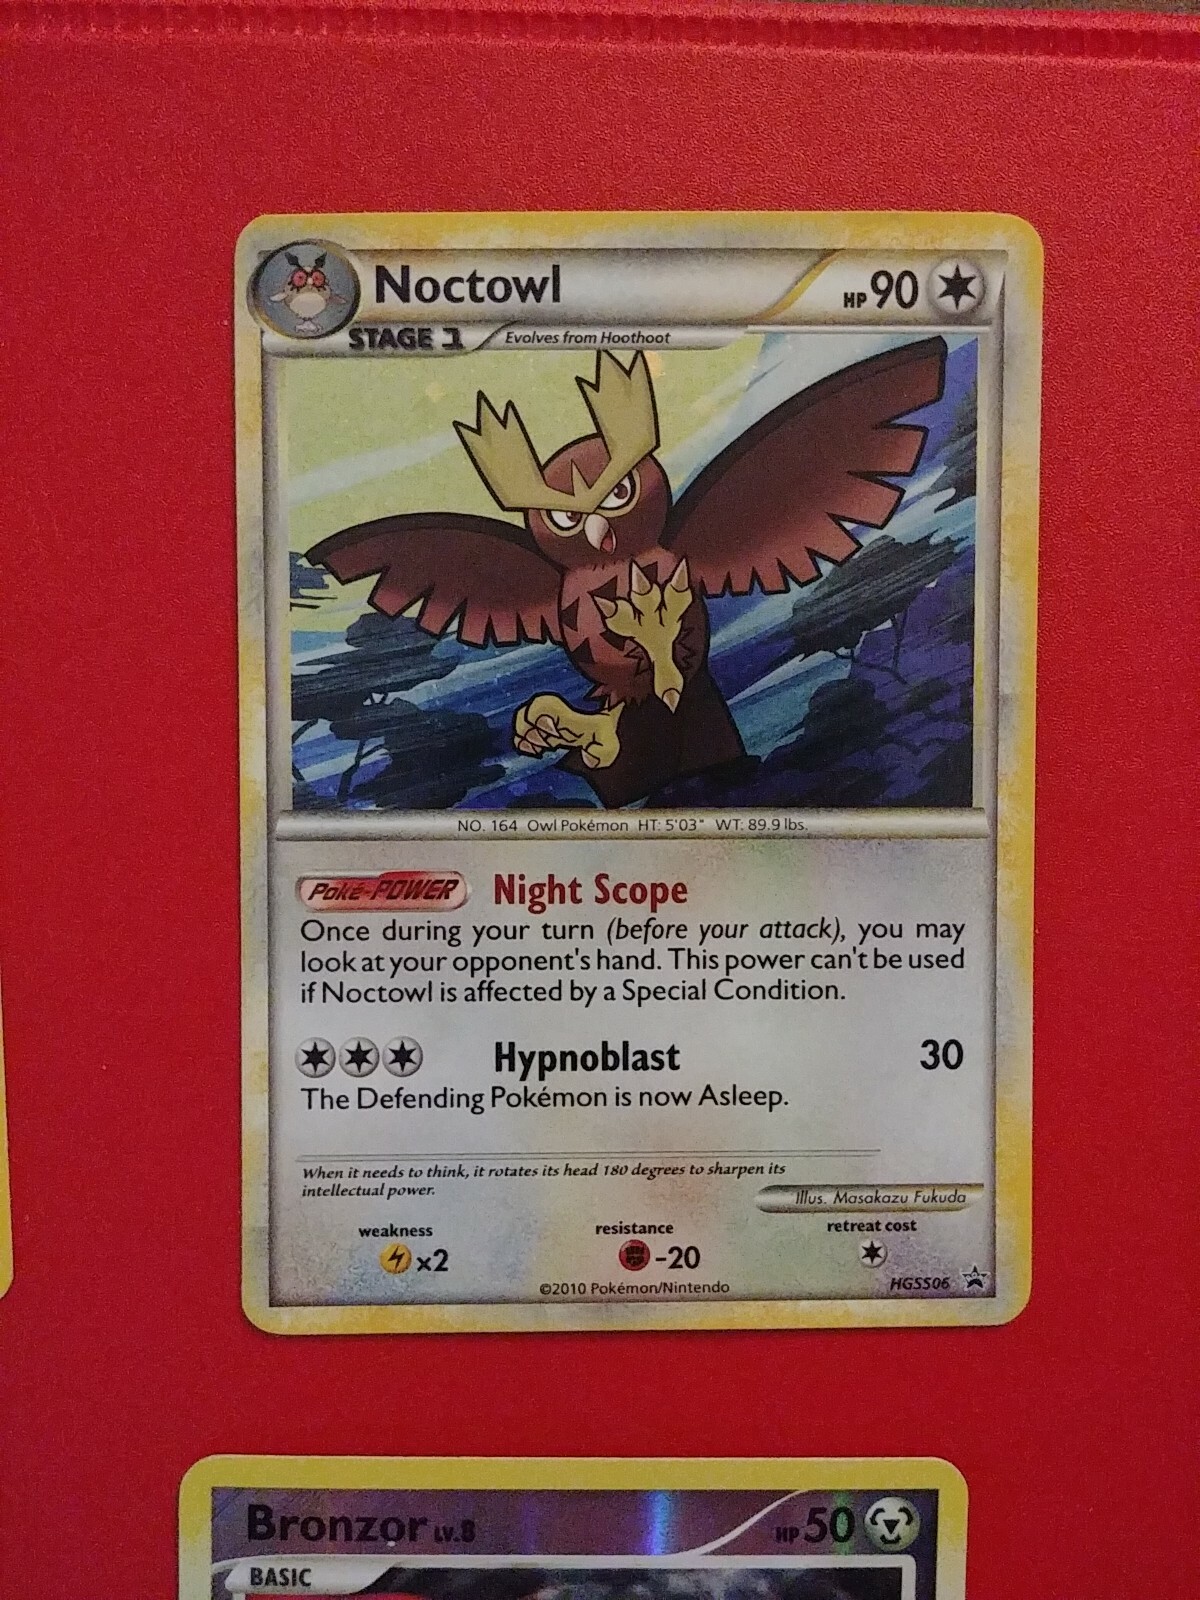 Noctowl HP 90
STAGE 1 Evolves from Hoothoot
NO. 164 Owl Pokémon HT: 5'03" WT: 89.9 lbs.
Poké-POWER Night Scope
Once during your turn (before your attack), you may
look at your opponent's hand. This power can't be used
if Noctowl is affected by a Special Condition.
Hypnoblast 30
The Defending Pokémon is now Asleep.
When it needs to think, it rotates its head 180 degrees to sharpen its
intellectual power.
Illus. Masakazu Fukuda
weakness resistance retreat cost
x2 -20
©2010 Pokémon/Nintendo HGSS06
Bronzor LV.8 HP 50
BASIC